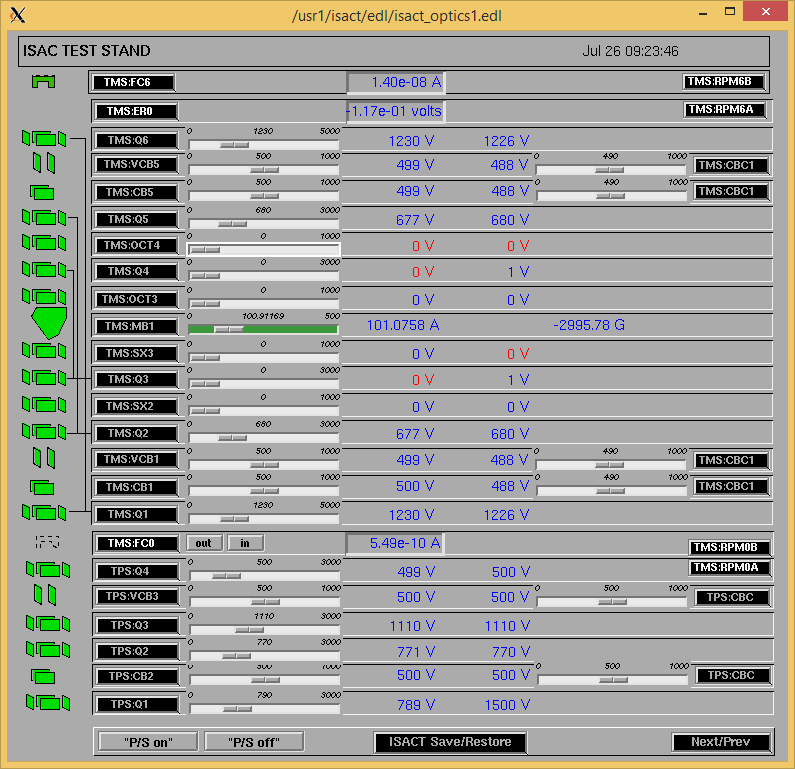 /usr1/isact/edl/isact_optics1.edl
ISAC TEST STAND Jul 26 09:23:46
TMS:FC6 1.40e-08 A TMS:RPM6B
TMS:ER0 -1.17e-01 volts TMS:RPM6A
TMS:Q6 0 1230 5000 1230 V 1226 V
TMS:VCB5 0 500 1000 499 V 488 V 0 490 1000 TMS:CBC1
TMS:CB5 0 500 1000 499 V 488 V 0 490 1000 TMS:CBC1
TMS:Q5 0 680 3000 677 V 680 V
TMS:OCT4 0 0 1000 0 V 0 V
TMS:Q4 0 0 3000 0 V 1 V
TMS:OCT3 0 0 1000 0 V 0 V
TMS:MB1 0 100.91169 500 101.0758 A -2995.78 G
TMS:SX3 0 0 1000 0 V 0 V
TMS:Q3 0 0 3000 0 V 1 V
TMS:SX2 0 0 1000 0 V 0 V
TMS:Q2 0 680 3000 677 V 680 V
TMS:VCB1 0 500 1000 499 V 488 V 0 490 1000 TMS:CBC1
TMS:CB1 0 500 1000 500 V 488 V 0 490 1000 TMS:CBC1
TMS:Q1 0 1230 5000 1230 V 1226 V
TMS:FC0 out in 5.49e-10 A TMS:RPM0B
TPS:Q4 0 500 3000 499 V 500 V TMS:RPM0A
TPS:VCB3 0 500 1000 500 V 500 V 0 500 1000 TPS:CBC
TPS:Q3 0 1110 3000 1110 V 1110 V
TPS:Q2 0 770 3000 771 V 770 V
TPS:CB2 0 500 1000 500 V 500 V 0 500 1000 TPS:CBC
TPS:Q1 0 790 3000 789 V 1500 V
"P/S on" "P/S off" ISACT Save/Restore Next/Prev